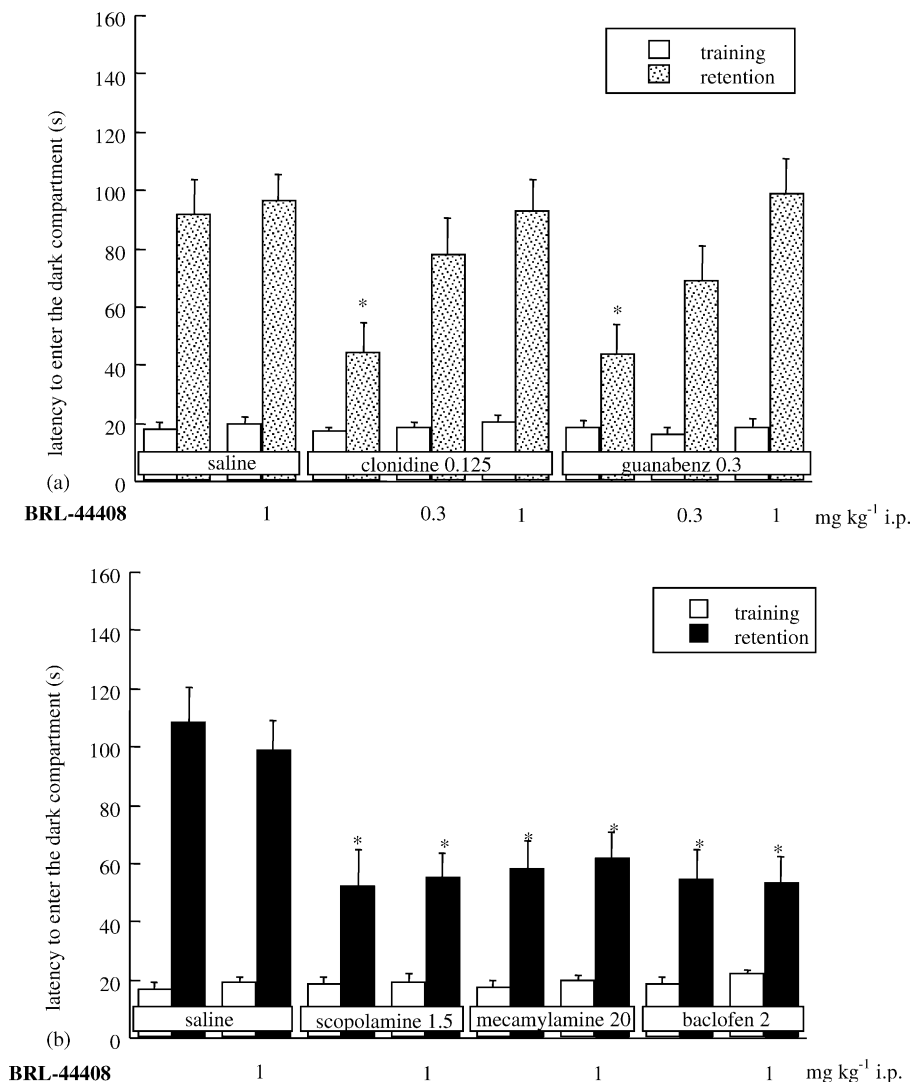 160
140
120
100
80
60
40
20
0
latency to enter the dark compartment (s)
training
retention
*
*
saline
clonidine 0.125
guanabenz 0.3
(a)
BRL-44408 1 0.3 1 0.3 1 mg kg⁻¹ i.p.
160
140
120
100
80
60
40
20
0
latency to enter the dark compartment (s)
training
retention
* * * * * *
saline
scopolamine 1.5
mecamylamine 20
baclofen 2
(b)
BRL-44408 1 1 1 1 mg kg⁻¹ i.p.